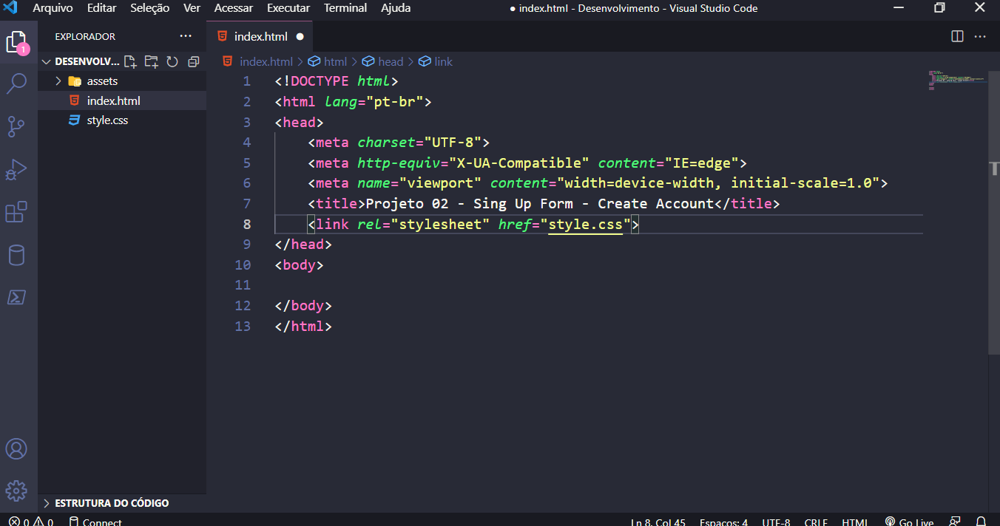 Arquivo Editar Seleção Ver Acessar Executar Terminal Ajuda ● index.html - Desenvolvimento - Visual Studio Code
EXPLORADOR ···
1
DESENVOLV...
assets
index.html
style.css
ESTRUTURA DO CÓDIGO
index.html ●
index.html > html > head > link
1 <!DOCTYPE html>
2 <html lang="pt-br">
3 <head>
4 <meta charset="UTF-8">
5 <meta http-equiv="X-UA-Compatible" content="IE=edge">
6 <meta name="viewport" content="width=device-width, initial-scale=1.0">
7 <title>Projeto 02 - Sing Up Form - Create Account</title>
8 <link rel="stylesheet" href="style.css">
9 </head>
10 <body>
11
12 </body>
13 </html>
0 0 Connect Ln 8, Col 45 Espaços: 4 UTF-8 CRLF HTML Go Live